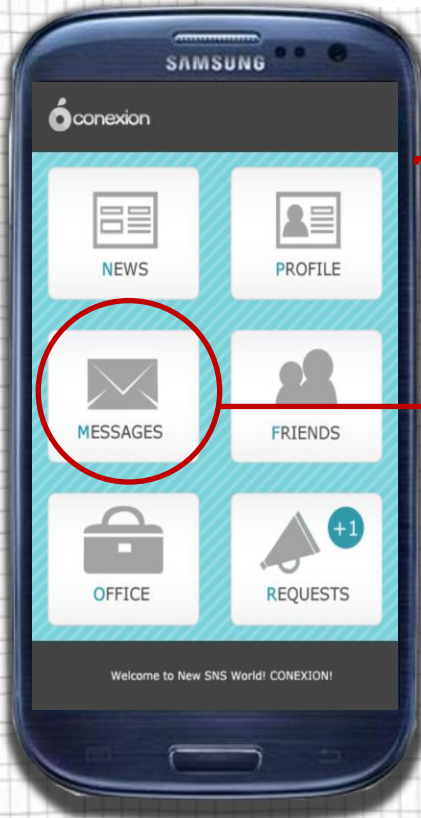 SAMSUNG
conexion
NEWS
PROFILE
MESSAGES
FRIENDS
OFFICE
+1
REQUESTS
Welcome to New SNS World! CONEXION!